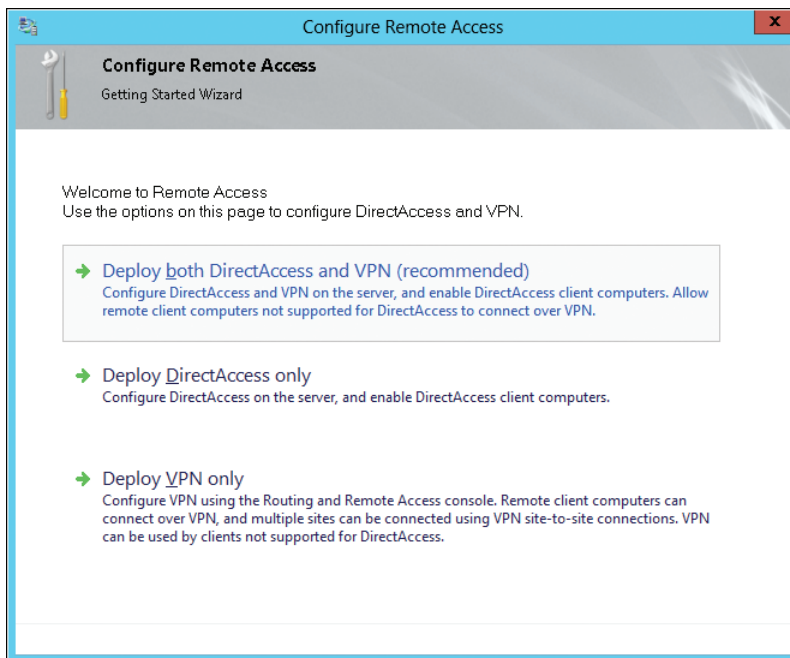 Configure Remote Access
x
Configure Remote Access
Getting Started Wizard
Welcome to Remote Access
Use the options on this page to configure DirectAccess and VPN.
Deploy both DirectAccess and VPN (recommended)
Configure DirectAccess and VPN on the server, and enable DirectAccess client computers. Allow
remote client computers not supported for DirectAccess to connect over VPN.
Deploy DirectAccess only
Configure DirectAccess on the server, and enable DirectAccess client computers.
Deploy VPN only
Configure VPN using the Routing and Remote Access console. Remote client computers can
connect over VPN, and multiple sites can be connected using VPN site-to-site connections. VPN
can be used by clients not supported for DirectAccess.